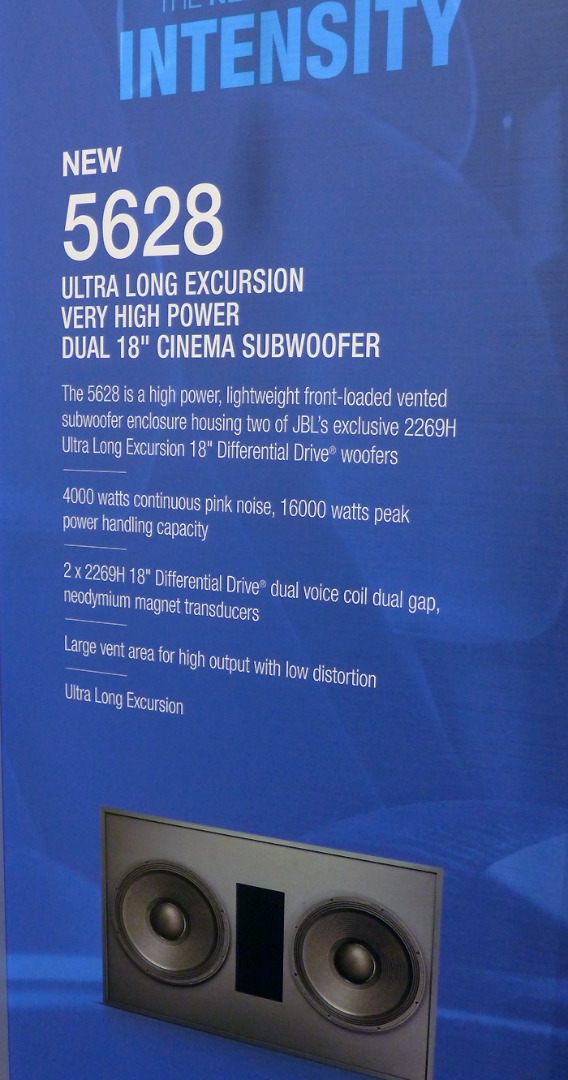 THE
INTENSITY
NEW
5628
ULTRA LONG EXCURSION
VERY HIGH POWER
DUAL 18" CINEMA SUBWOOFER
The 5628 is a high power, lightweight front-loaded vented
subwoofer enclosure housing two of JBL's exclusive 2269H
Ultra Long Excursion 18" Differential Drive® woofers
4000 watts continuous pink noise, 16000 watts peak
power handling capacity
2 x 2269H 18" Differential Drive® dual voice coil dual gap,
neodymium magnet transducers
Large vent area for high output with low distortion
Ultra Long Excursion